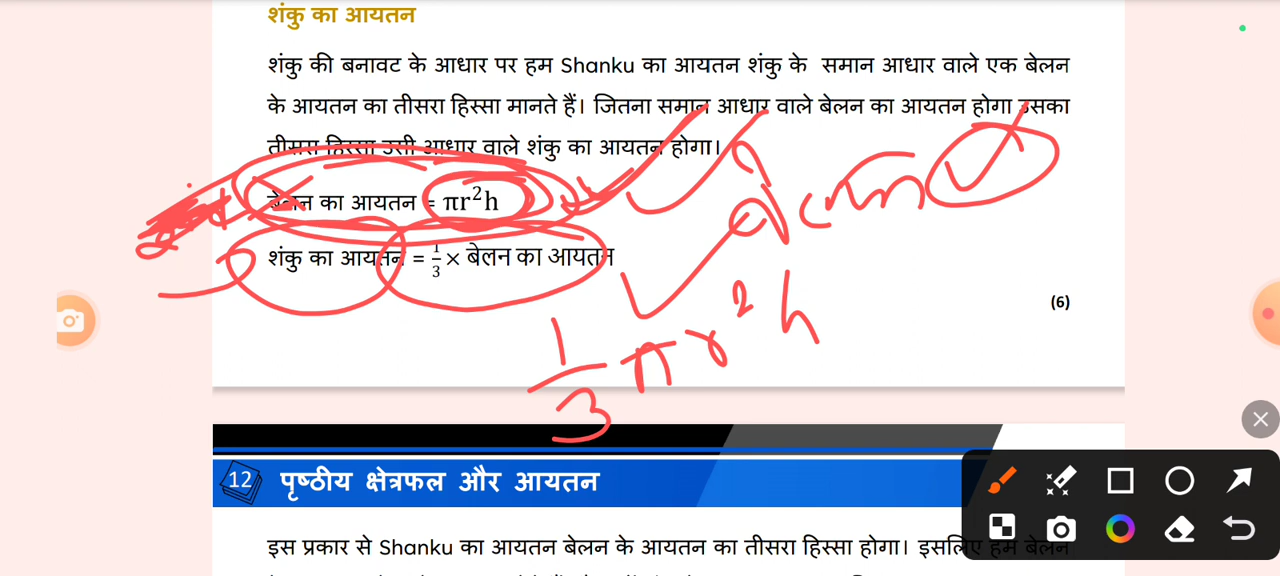 शंकु का आयतन
शंकु की बनावट के आधार पर हम Shanku का आयतन शंकु के समान आधार वाले एक बेलन
के आयतन का तीसरा हिस्सा मानते हैं। जितना समान आधार वाले बेलन का आयतन होगा उसका
तीसरा हिस्सा उसी आधार वाले शंकु का आयतन होगा।
बेलन का आयतन = πr²h
शंकु का आयतन = 1/3 × बेलन का आयतन
(6)
1/3 πr²h
12 पृष्ठीय क्षेत्रफल और आयतन
इस प्रकार से Shanku का आयतन बेलन के आयतन का तीसरा हिस्सा होगा। इसलिए हम बेलन